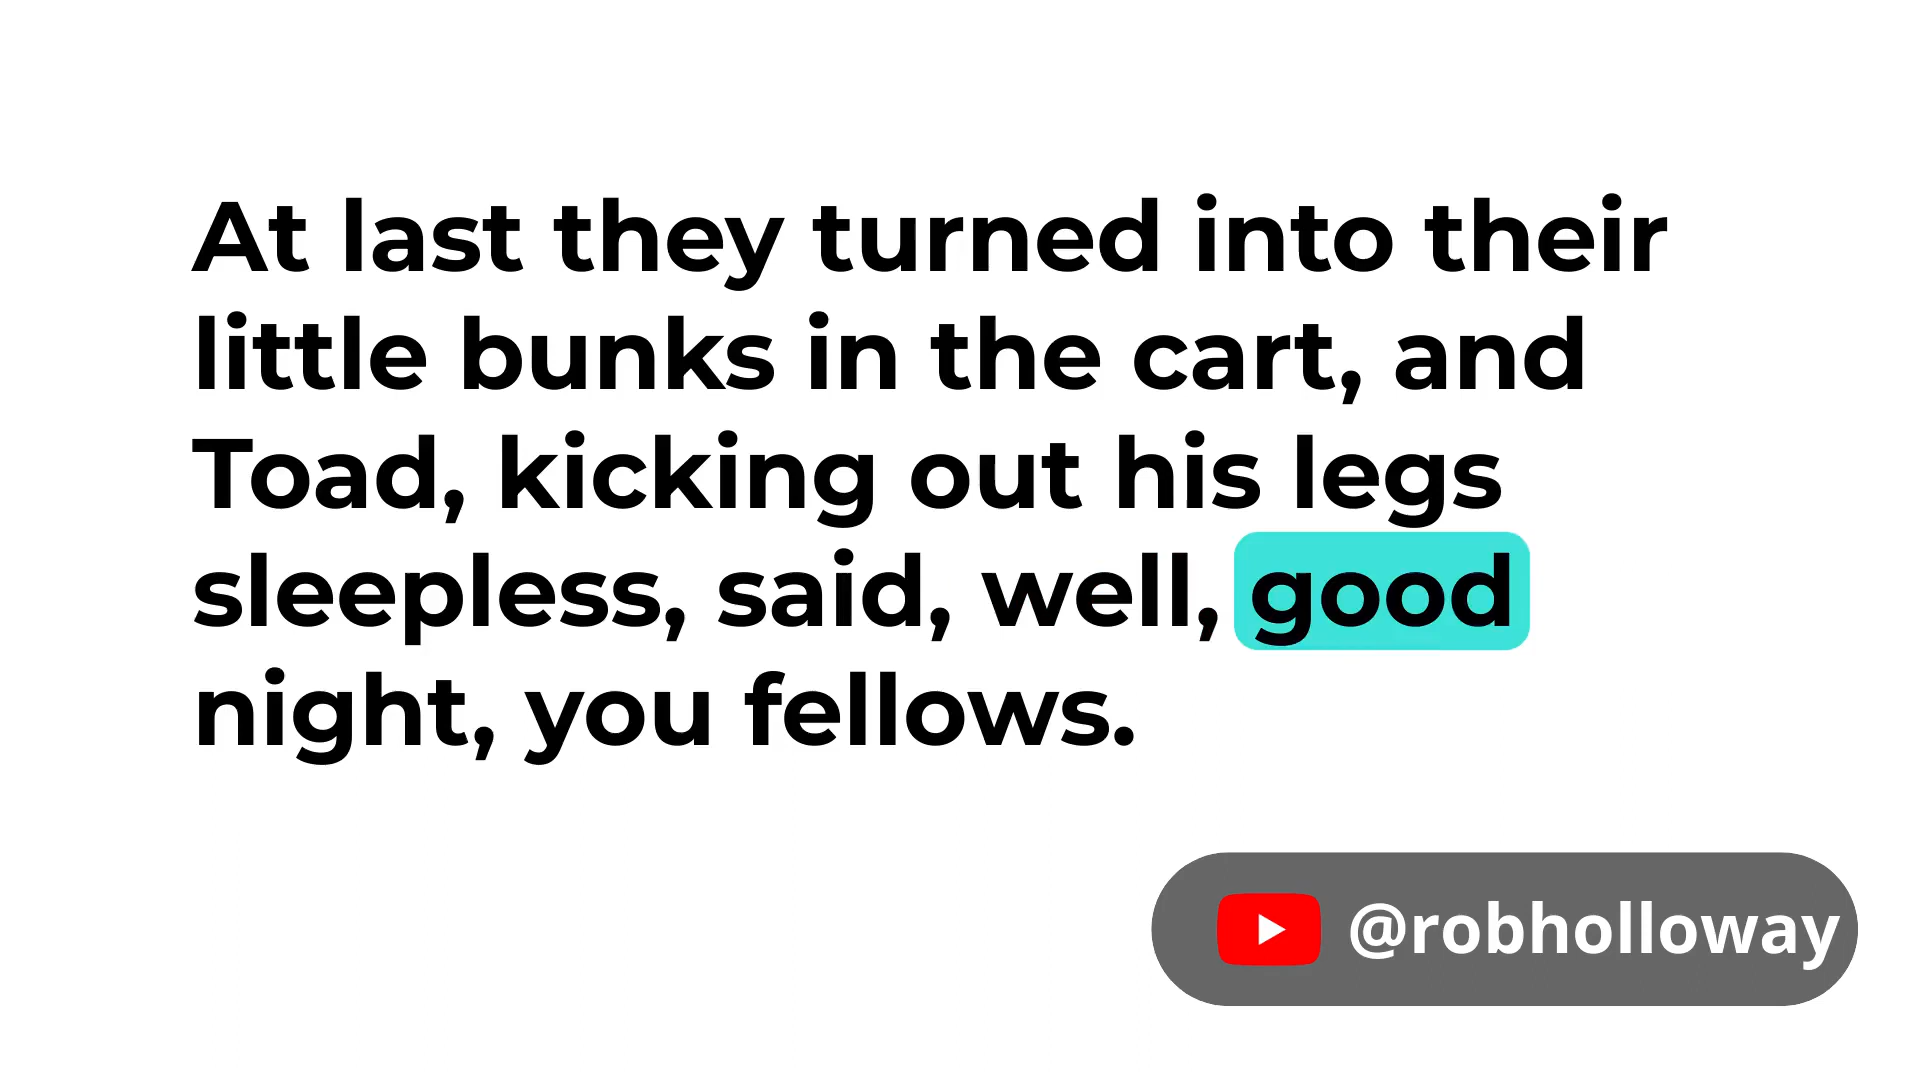 At last they turned into their
little bunks in the cart, and
Toad, kicking out his legs
sleepless, said, well, good
night, you fellows.
@robholloway